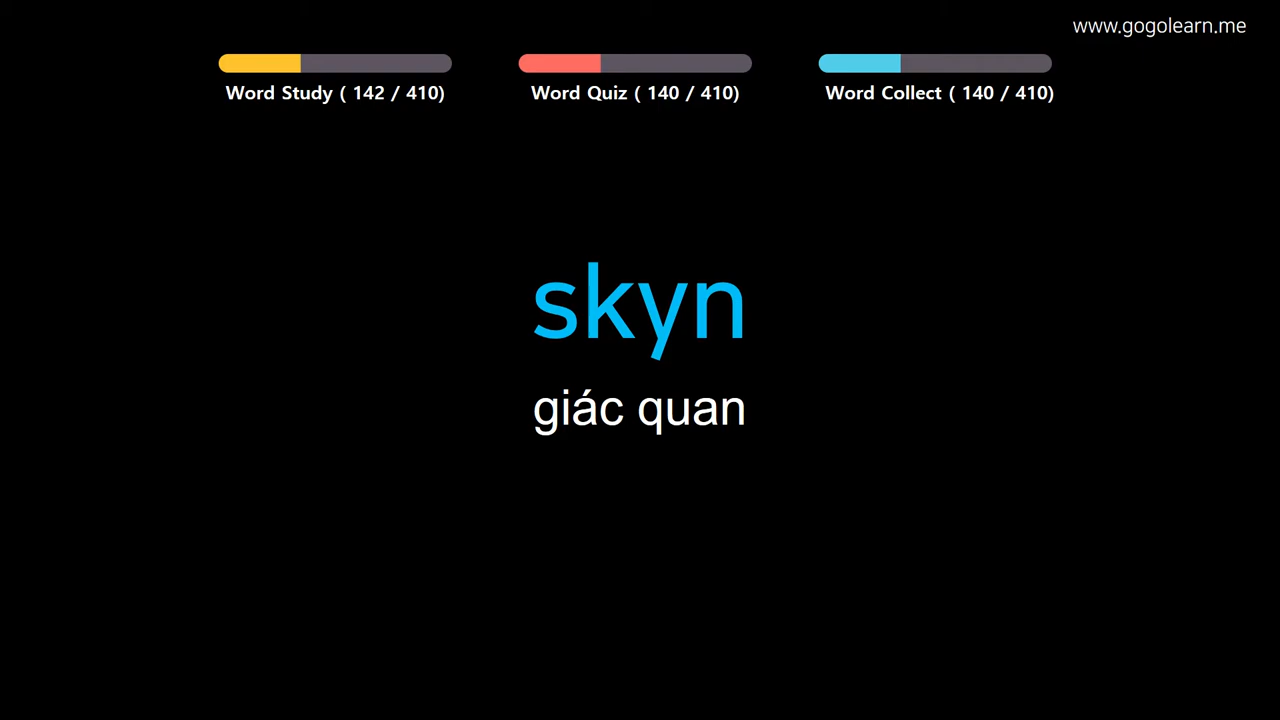 www.gogolearn.me
Word Study ( 142 / 410)
Word Quiz ( 140 / 410)
Word Collect ( 140 / 410)
skyn
giác quan